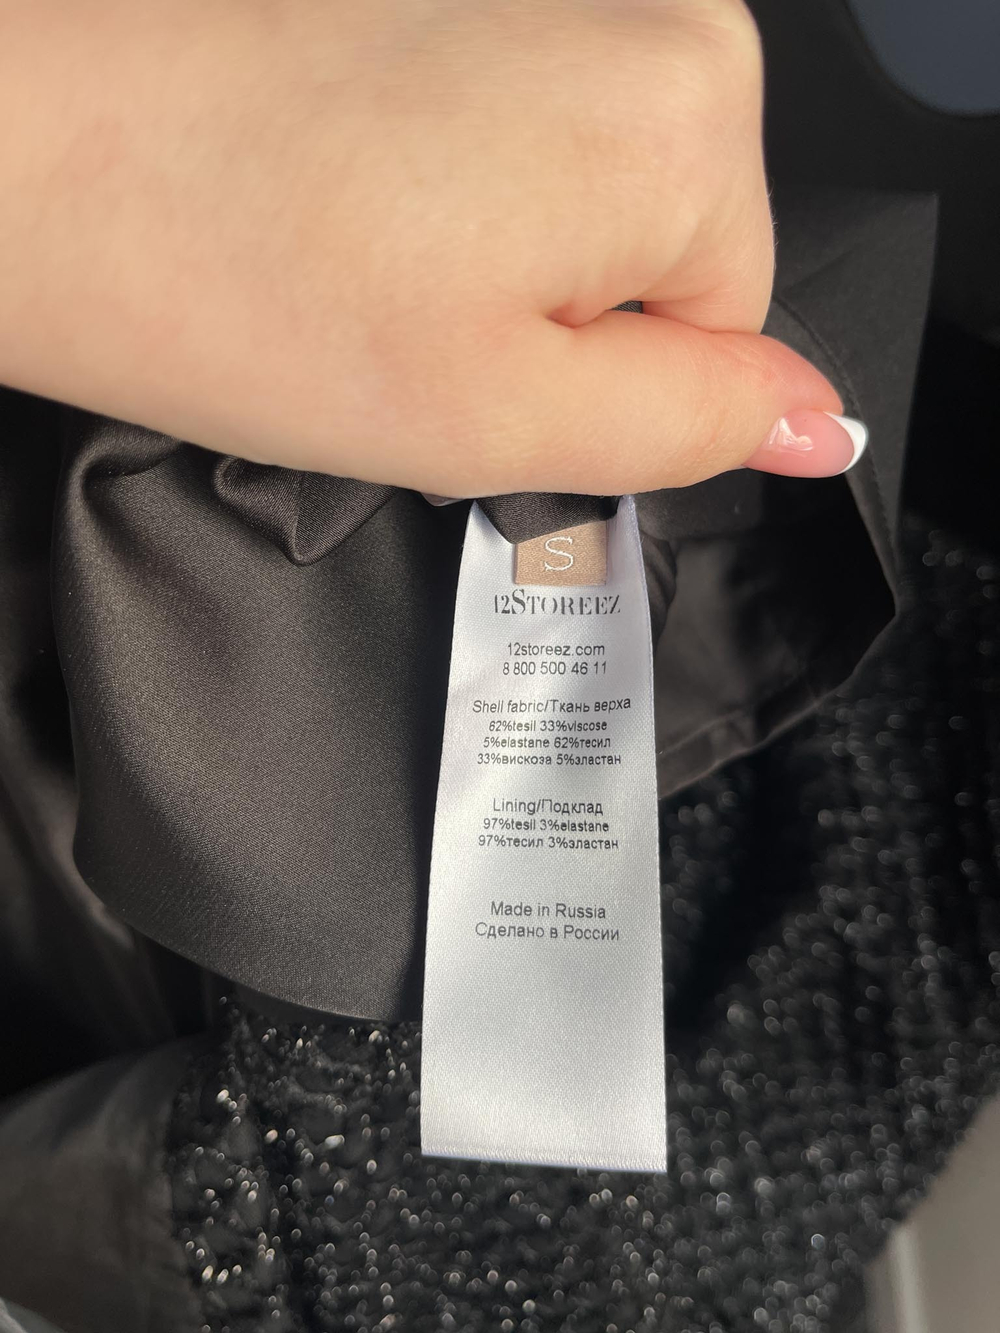 S
12STOREEZ
12storeez.com
8 800 500 46 11
Shell fabric/Ткань верха
62%tesil 33%viscose
5%elastane 62%тесил
33%вискоза 5%эластан
Lining/Подклад
97%tesil 3%elastane
97%тесил 3%эластан
Made in Russia
Сделано в России